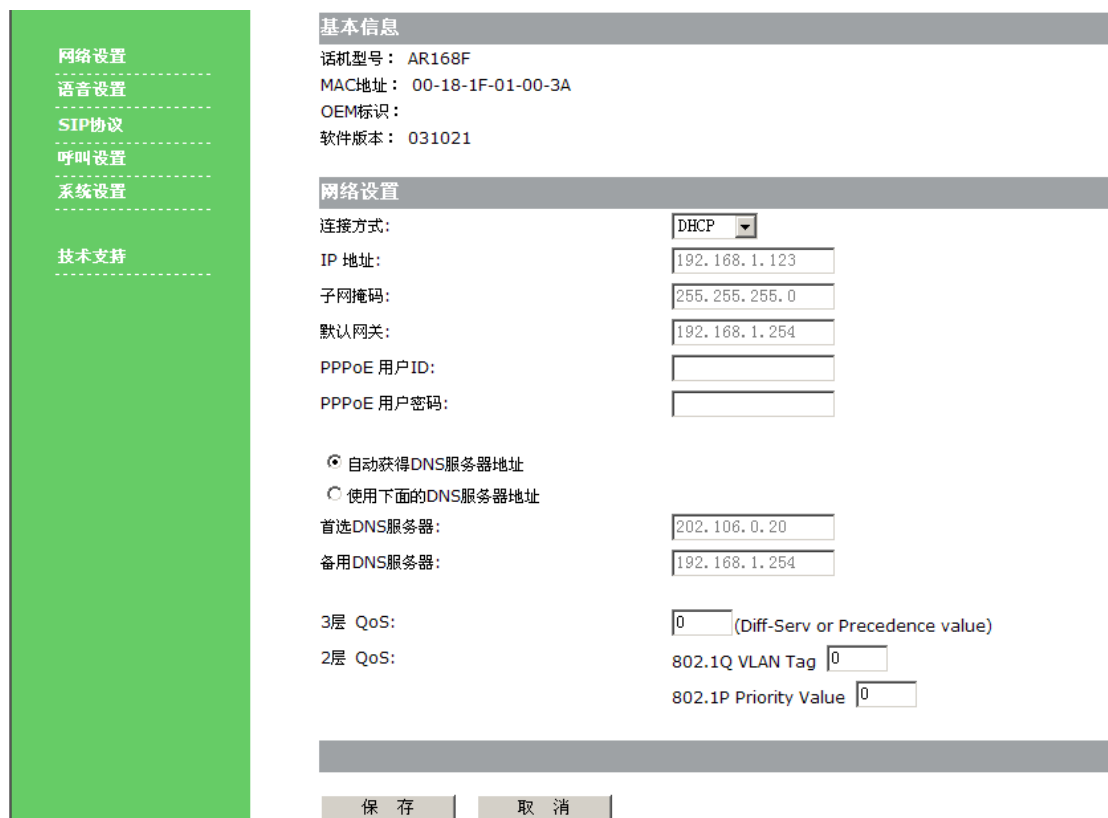 网络设置
语音设置
SIP协议
呼叫设置
系统设置
技术支持
基本信息
话机型号： AR168F
MAC地址： 00-18-1F-01-00-3A
OEM标识：
软件版本： 031021
网络设置
连接方式: DHCP
IP 地址: 192.168.1.123
子网掩码: 255.255.255.0
默认网关: 192.168.1.254
PPPoE 用户ID:
PPPoE 用户密码:
自动获得DNS服务器地址
使用下面的DNS服务器地址
首选DNS服务器: 202.106.0.20
备用DNS服务器: 192.168.1.254
3层 QoS: 0 (Diff-Serv or Precedence value)
2层 QoS: 802.1Q VLAN Tag 0
802.1P Priority Value 0
保 存 取 消